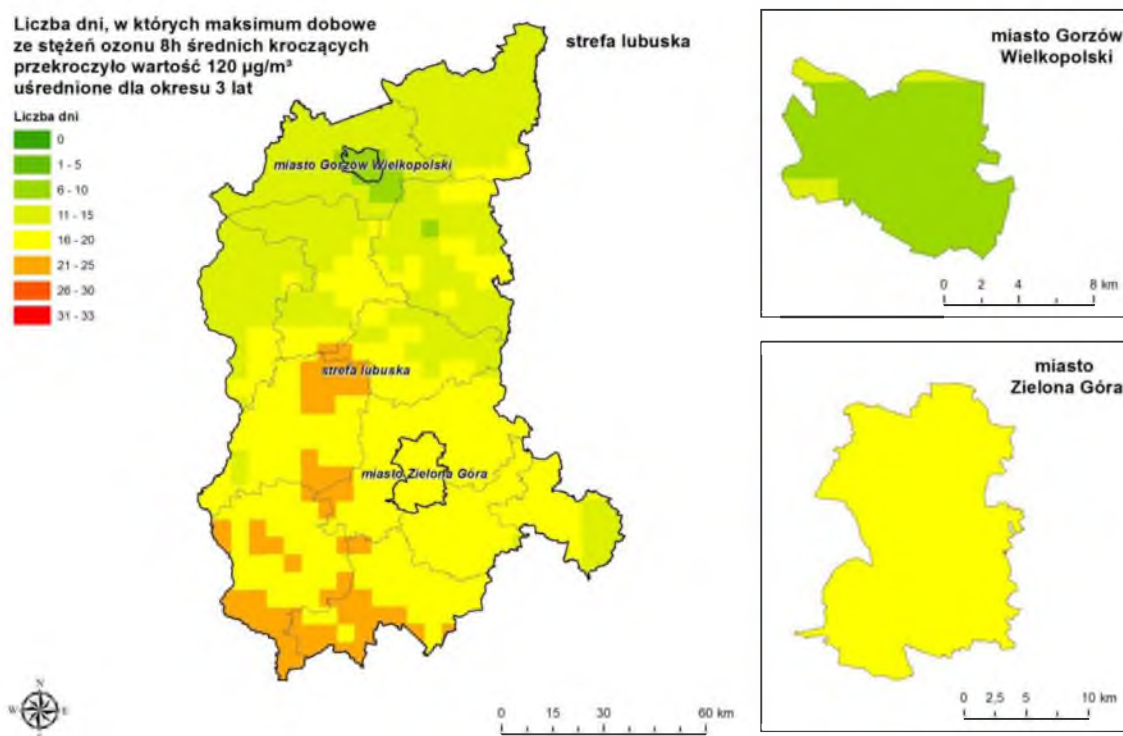 Liczba dni, w których maksimum dobowe
ze stężeń ozonu 8h średnich kroczących
przekroczyło wartość 120 µg/m³
uśrednione dla okresu 3 lat
Liczba dni
0
1 - 5
6 - 10
11 - 15
16 - 20
21 - 25
26 - 30
31 - 33
strefa lubuska
miasto Gorzów Wielkopolski
strefa lubuska
miasto Zielona Góra
N
W
E
S
0 15 30 60 km
miasto Gorzów
Wielkopolski
0 2 4 8 km
miasto
Zielona Góra
0 2,5 5 10 km